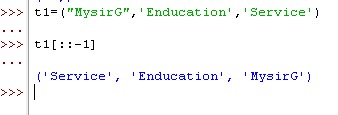 >>> t1=("MysirG",'Enducation','Service')
...
>>> t1[::-1]
...
('Service', 'Enducation', 'MysirG')
>>>